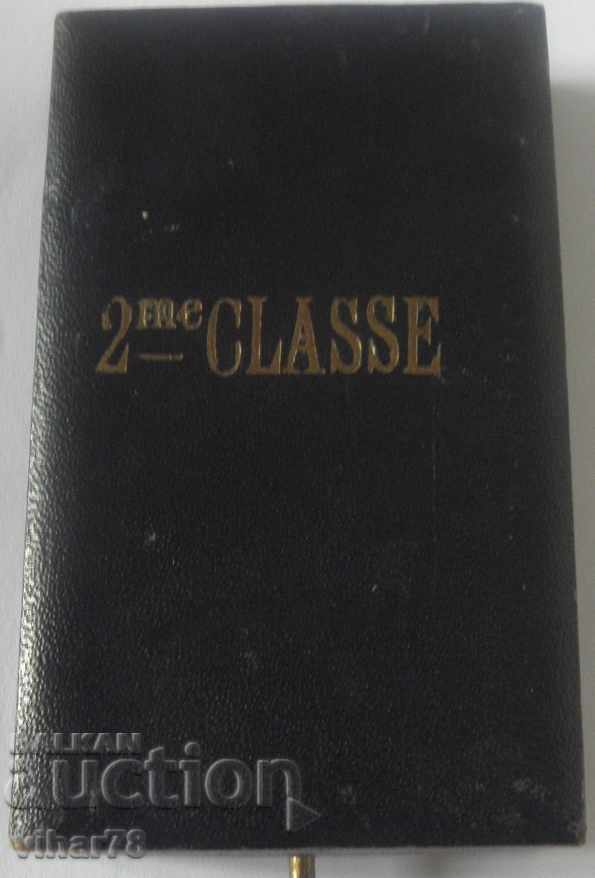 2me CLASSE
BALKAN
auction
vihar78